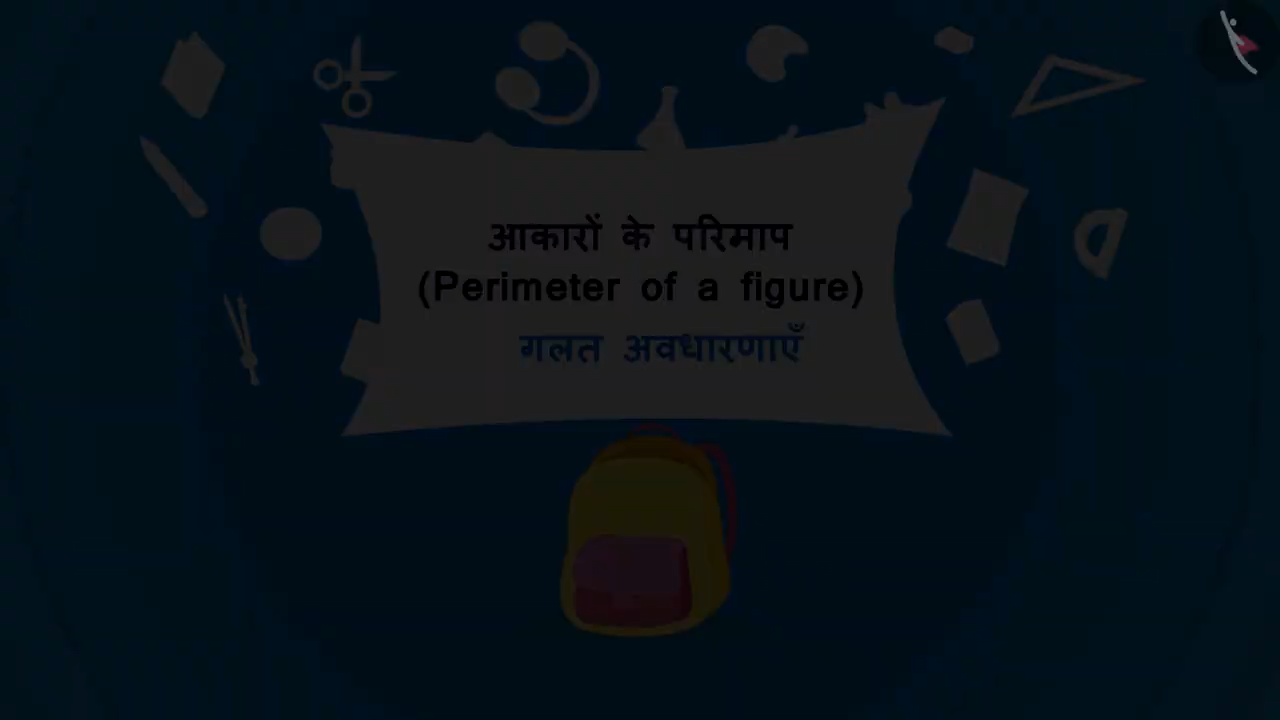 आकारों के परिमाप
(Perimeter of a figure)
गलत अवधारणाएँ